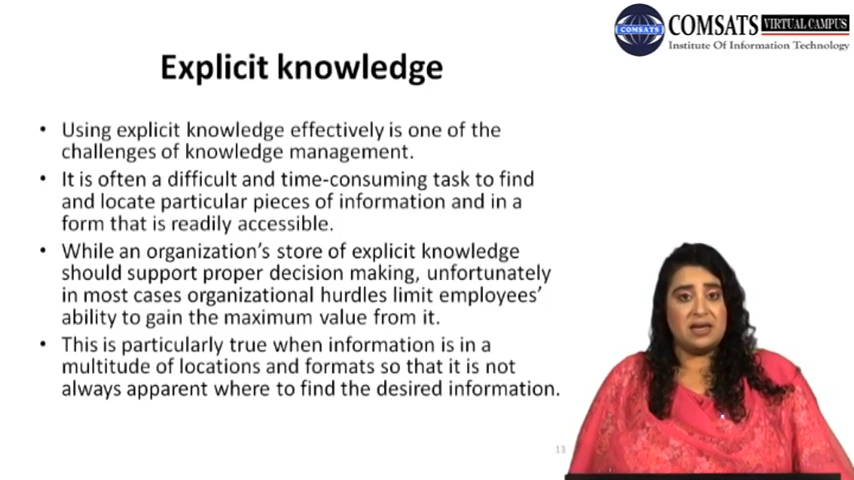 COMSATS
COMSATS VIRTUAL CAMPUS
Institute Of Information Technology
Explicit knowledge
• Using explicit knowledge effectively is one of the
challenges of knowledge management.
• It is often a difficult and time-consuming task to find
and locate particular pieces of information and in a
form that is readily accessible.
• While an organization's store of explicit knowledge
should support proper decision making, unfortunately
in most cases organizational hurdles limit employees'
ability to gain the maximum value from it.
• This is particularly true when information is in a
multitude of locations and formats so that it is not
always apparent where to find the desired information.
13